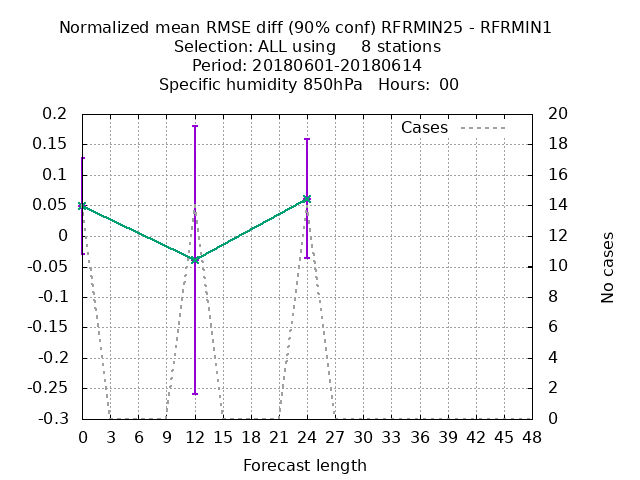 Normalized mean RMSE diff (90% conf) RFRMIN25 - RFRMIN1
Selection: ALL using     8 stations
Period: 20180601-20180614
Specific humidity 850hPa   Hours:  00
0.2
0.15
0.1
0.05
0
-0.05
-0.1
-0.15
-0.2
-0.25
-0.3
Cases
20
18
16
14
12
10
8
6
4
2
0
No cases
0 3 6 9 12 15 18 21 24 27 30 33 36 39 42 45 48
Forecast length